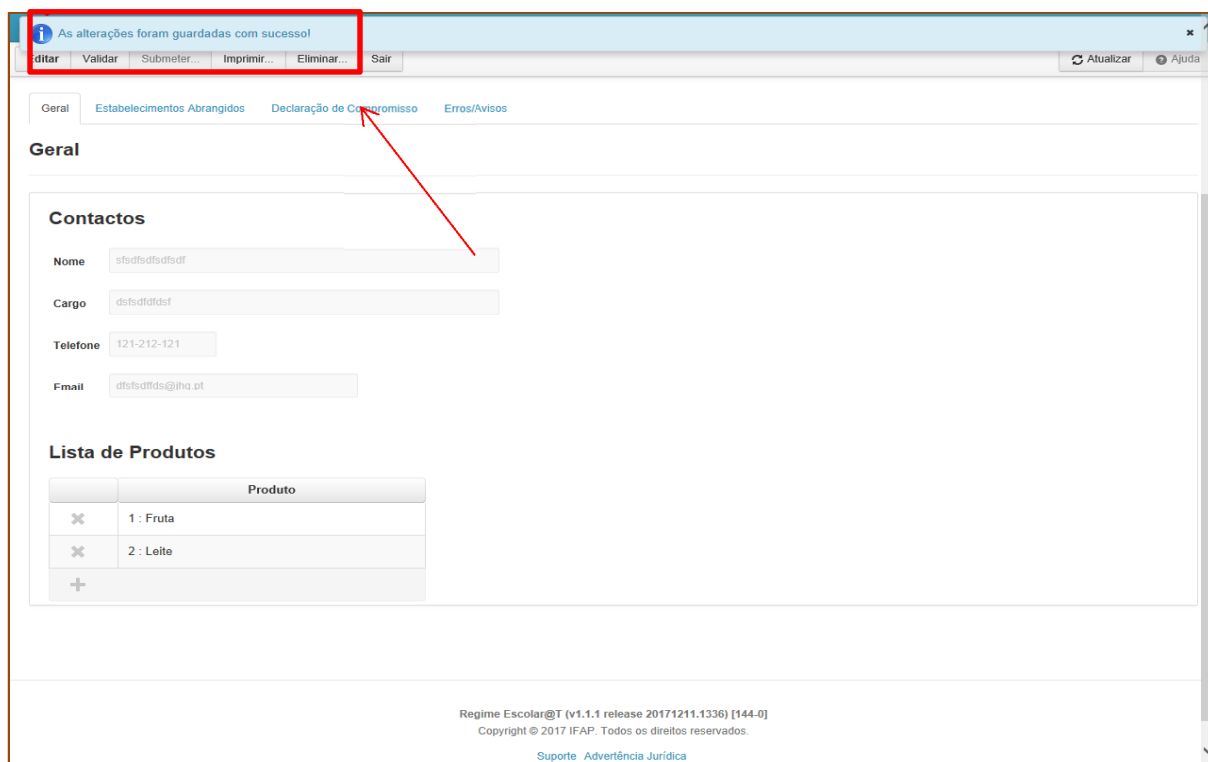 As alterações foram guardadas com sucesso!
Editar Validar Submeter... Imprimir... Eliminar... Sair Atualizar Ajuda
Geral Estabelecimentos Abrangidos Declaração de Compromisso Erros/Avisos
Geral
Contactos
Nome sfsdfsdfsdfsdf
Cargo dsfsdfdfdsf
Telefone 121-212-121
Email dfsfsdffds@jhq.pt
Lista de Produtos
Produto
1 : Fruta
2 : Leite
Regime Escolar@T (v1.1.1 release 20171211.1336) [144-0]
Copyright © 2017 IFAP. Todos os direitos reservados.
Suporte Advertência Jurídica